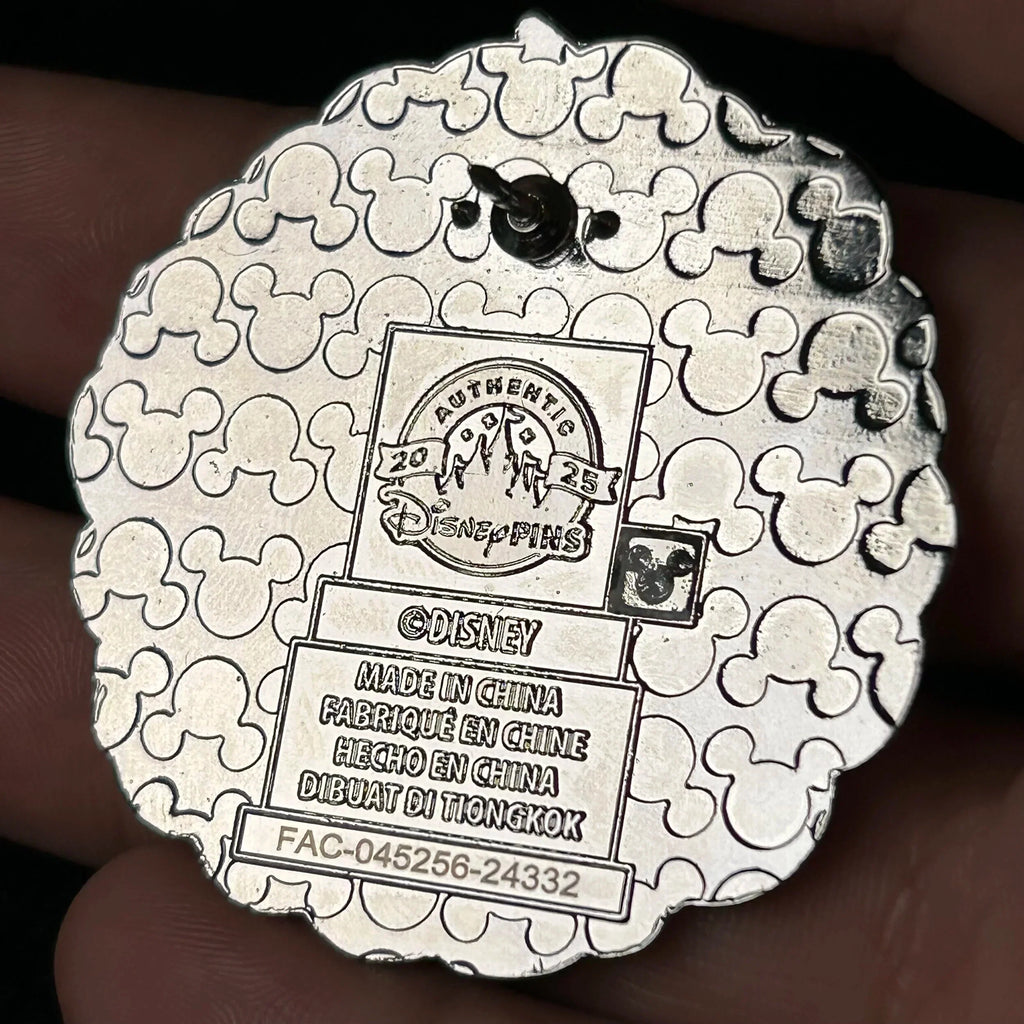 AUTHENTIC
20 25
DISNEY PINS
©DISNEY
MADE IN CHINA
FABRIQUÉ EN CHINE
HECHO EN CHINA
DIBUAT DI TIONGKOK
FAC-045256-24332